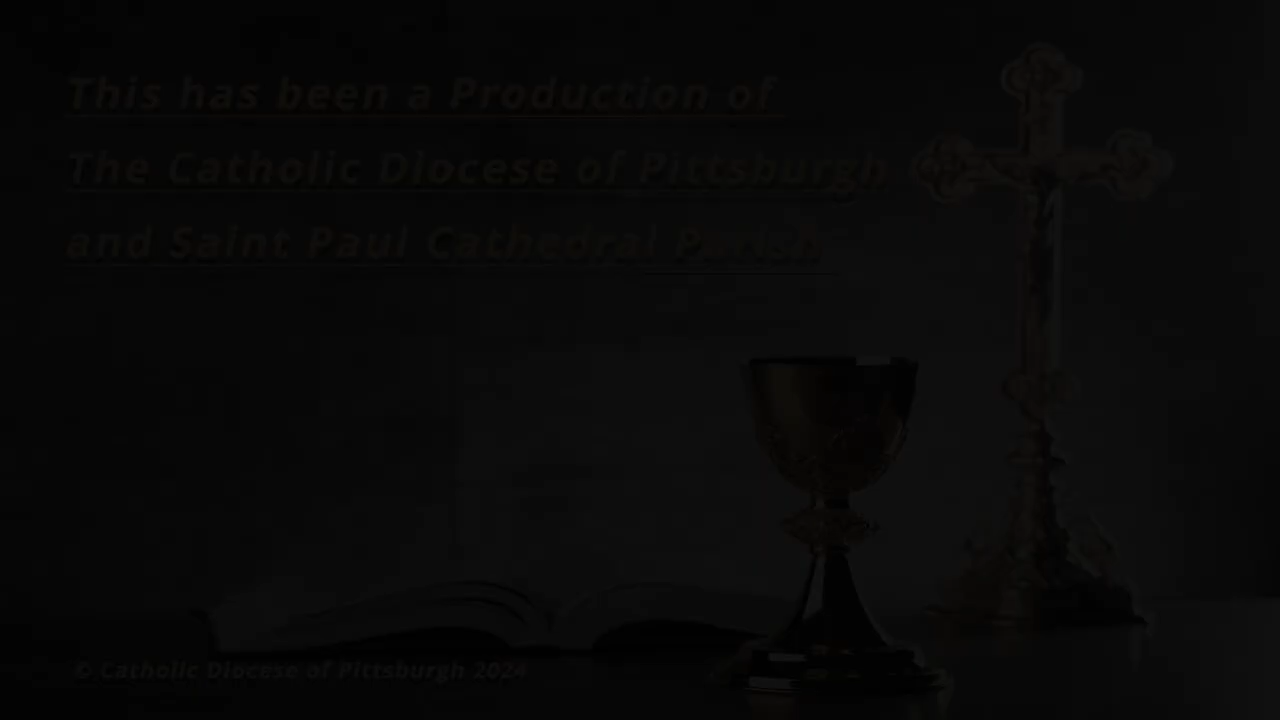 This has been a Production of
The Catholic Diocese of Pittsburgh
and Saint Paul Cathedral Parish
© Catholic Diocese of Pittsburgh 2024